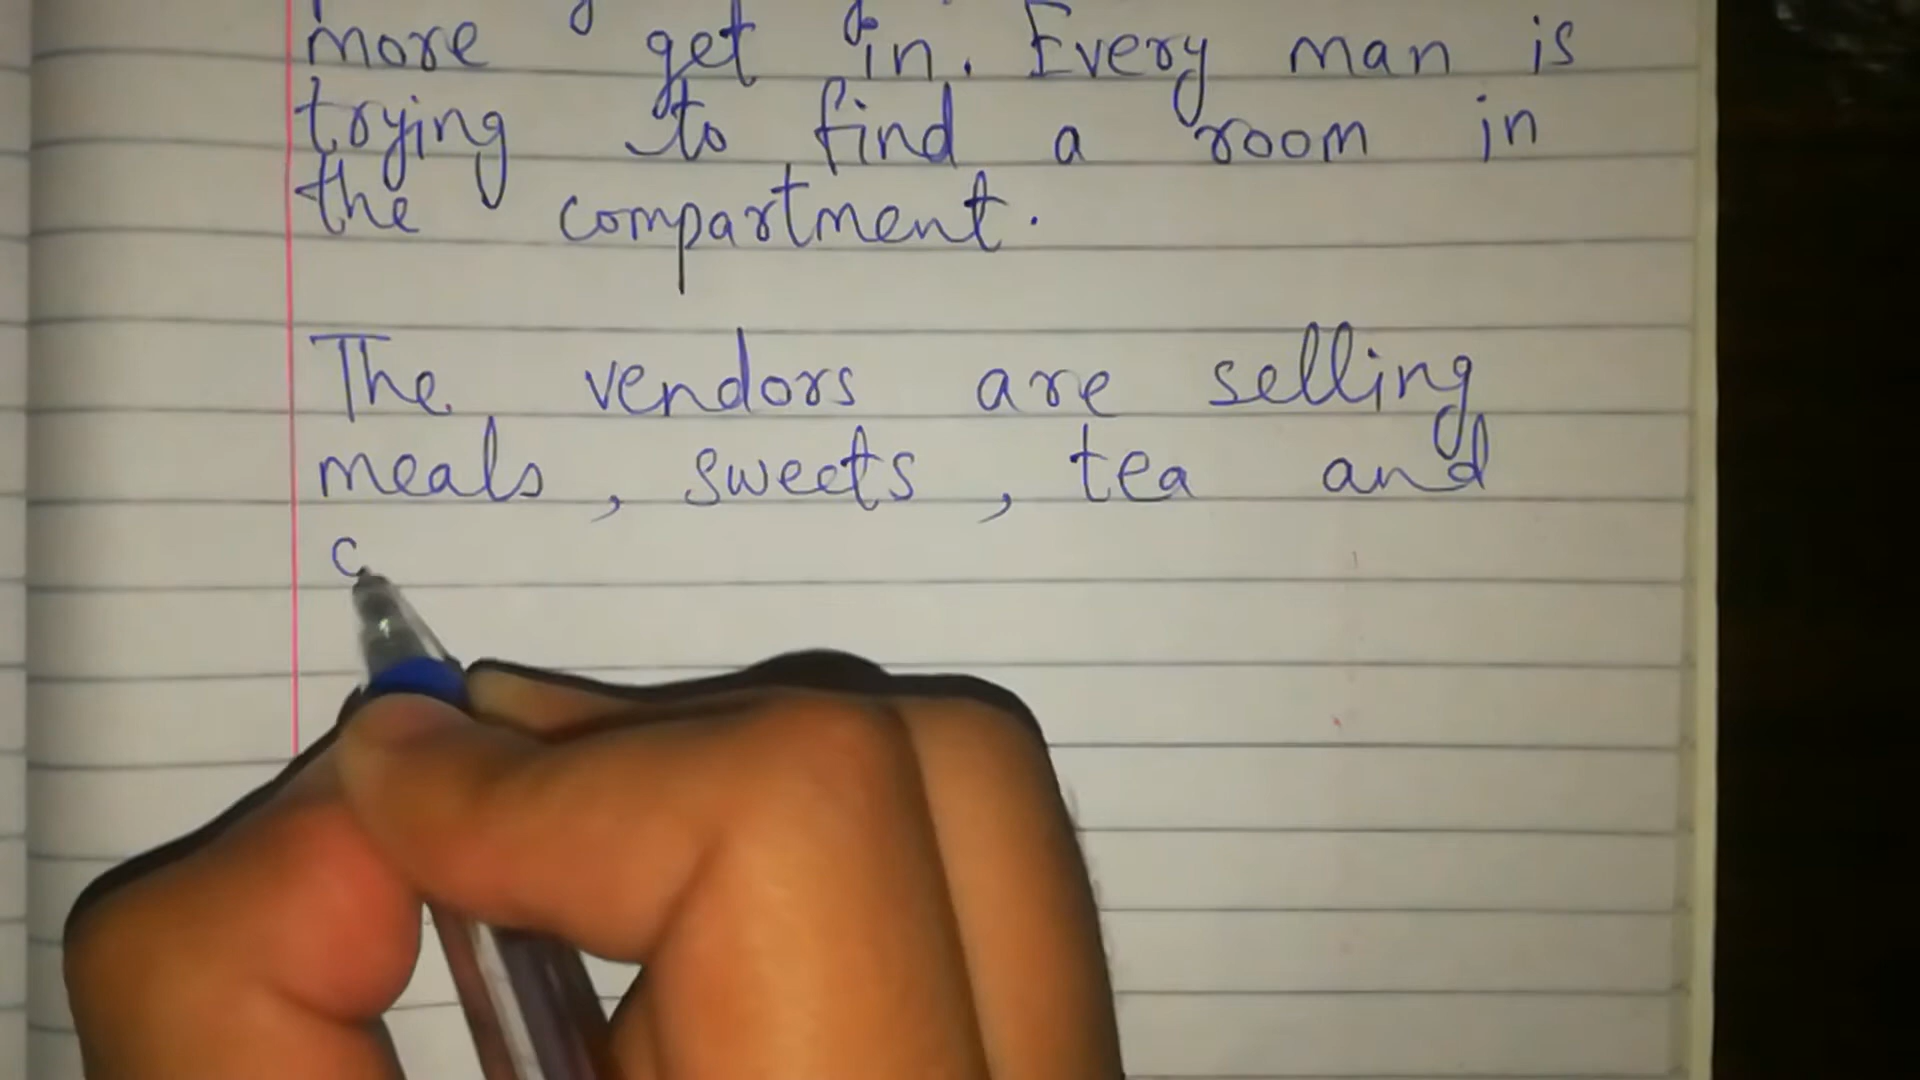 more get in. Every man is
trying to find a room in
the compartment.
The vendors are selling
meals, sweets, tea and
c